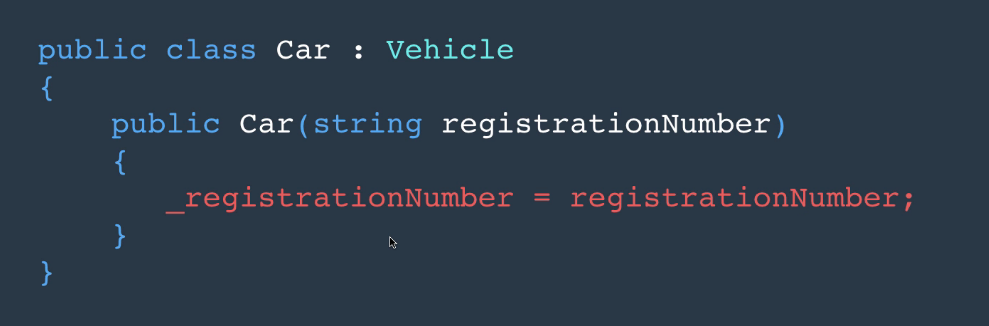 public class Car : Vehicle
{
    public Car(string registrationNumber)
    {
        _registrationNumber = registrationNumber;
    }
}